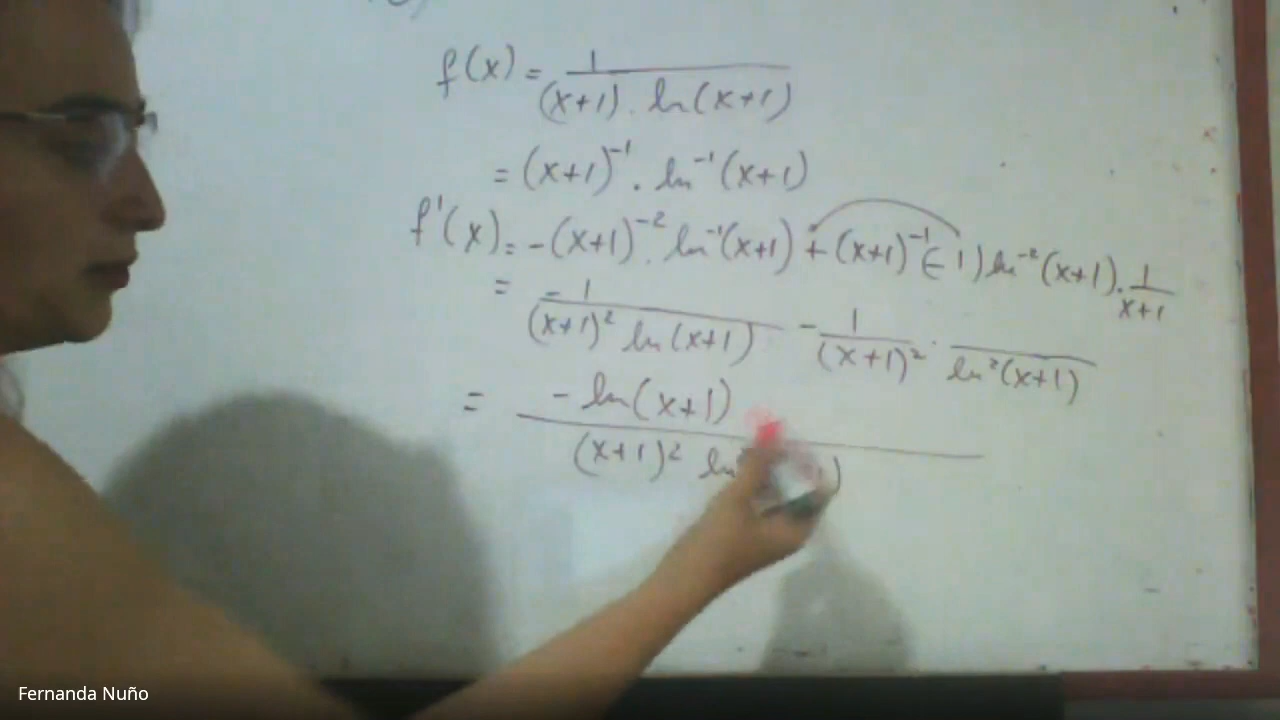 f(x) = 1 / (x+1) . ln(x+1)
= (x+1)^-1 . ln^-1(x+1)
f'(x) = -(x+1)^-2 . ln^-1(x+1) + (x+1)^-1 (-1) ln^-2(x+1) . 1 / x+1
= -1 / (x+1)^2 ln(x+1) - 1 / (x+1)^2 . / ln^2(x+1)
= -ln(x+1) / (x+1)^2 ln )
Fernanda Nuño